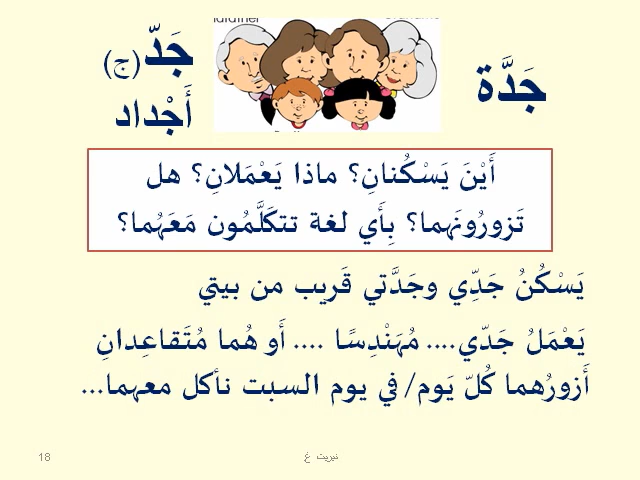 جَدّ (ج)
أَجْداد
جَدَّة
أَيْنَ يَسْكُنانِ؟ ماذا يَعْمَلانِ؟ هل
تَزورُونَهما؟ بِأَي لغة تتكَلَّمُون مَعَهُما؟
يَسْكُنُ جَدِّي وجَدَّتي قَريب من بيتي
يَعْمَلُ جَدّي.... مُهَنْدِسًا .... أَو هُما مُتَقاعِدانِ
أَزورُهما كُلّ يَوم/ في يوم السبت نأكل معهما...
18
نبريت غ